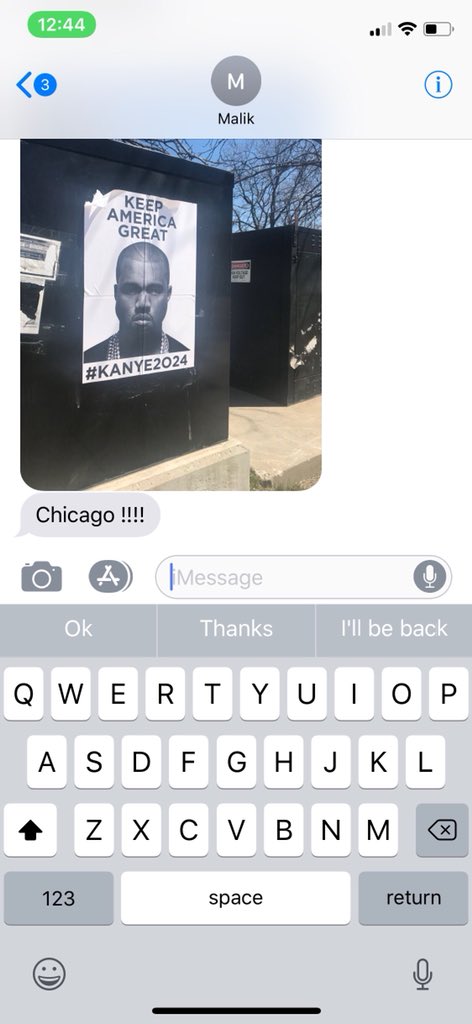 12:44
3
M
Malik
KEEP
AMERICA
GREAT
#KANYE2024
Chicago !!!!
iMessage
Ok Thanks I'll be back
Q W E R T Y U I O P
A S D F G H J K L
Z X C V B N M
123 space return